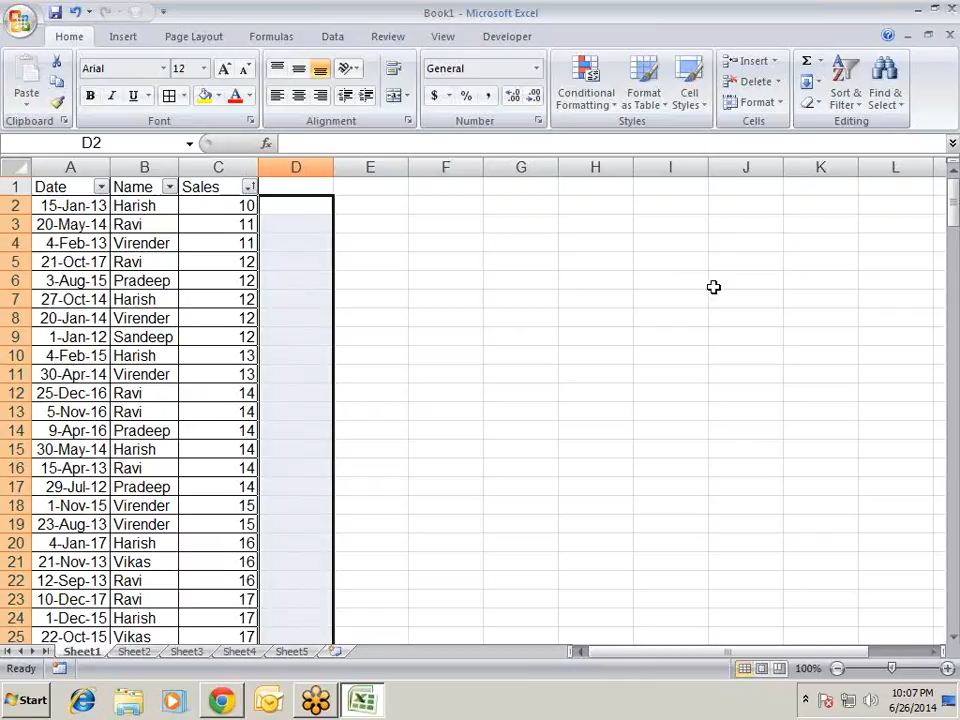 Book1 - Microsoft Excel
Home Insert Page Layout Formulas Data Review View Developer
Paste Arial 12 General Conditional Formatting Format as Table Cell Styles Insert Delete Format Sort & Filter Find & Select
B I U A $ % ,
Clipboard Font Alignment Number Styles Cells Editing
D2 fx
A B C D E F G H I J K L
1 Date Name Sales
2 15-Jan-13 Harish 10
3 20-May-14 Ravi 11
4 4-Feb-13 Virender 11
5 21-Oct-17 Ravi 12
6 3-Aug-15 Pradeep 12
7 27-Oct-14 Harish 12
8 20-Jan-14 Virender 12
9 1-Jan-12 Sandeep 12
10 4-Feb-15 Harish 13
11 30-Apr-14 Virender 13
12 25-Dec-16 Ravi 14
13 5-Nov-16 Ravi 14
14 9-Apr-16 Pradeep 14
15 30-May-14 Harish 14
16 15-Apr-13 Ravi 14
17 29-Jul-12 Pradeep 14
18 1-Nov-15 Virender 15
19 23-Aug-13 Virender 15
20 4-Jan-17 Harish 16
21 21-Nov-13 Vikas 16
22 12-Sep-13 Ravi 16
23 10-Dec-17 Ravi 17
24 1-Dec-15 Harish 17
25 22-Oct-15 Vikas 17
Sheet1 Sheet2 Sheet3 Sheet4 Sheet5
Ready 100%
Start 10:07 PM
6/26/2014